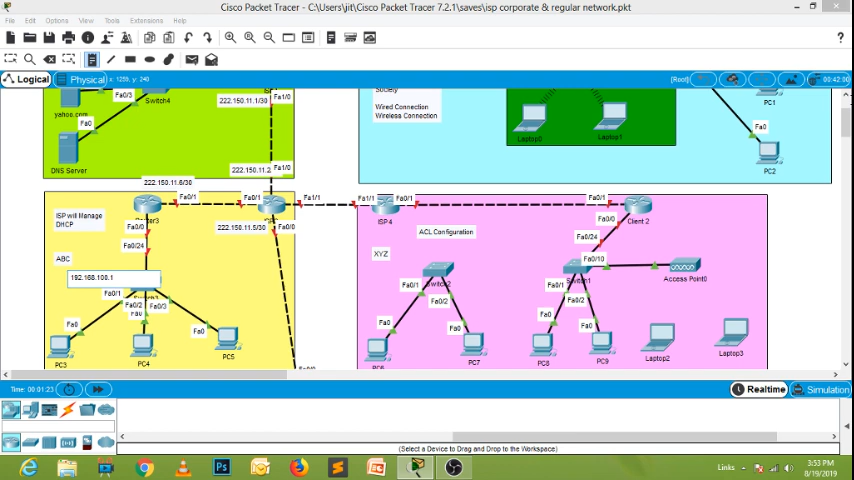 Cisco Packet Tracer - C:\Users\jit\Cisco Packet Tracer 7.2.1\saves\isp corporate & regular network.pkt
File Edit Options View Tools Extensions Help
Logical Physical x: 1255, y: 340 [Root] 00:42:00
yahoo.com
Fa0/3
Switch4
Fa0
DNS Server
222.150.11.1/30
Fa1/0
222.150.11.2
Fa1/0
Society
Wired Connection
Wireless Connection
Laptop0
Laptop1
PC1
Fa0
PC2
222.150.11.6/30
Fa0/1
Fa0/1
Fa1/1
ISP will Manage
DHCP
Fa0/0
222.150.11.5/30
Fa0/0
Fa0/24
ABC
192.168.100.1
Fa0/1
Fa0/2
Fa0/3
Fa0
Fa0
Fa0
PC3
PC4
PC5
Fa1/1
Fa0/1
ISP4
Fa0/1
Client 2
Fa0/0
ACL Configuration
Fa0/24
XYZ
Fa0/10
Switch2
Switch1
Access Point0
Fa0/1
Fa0/2
Fa0/1
Fa0/2
Fa0
Fa0
Fa0
Fa0
PC7
PC8
PC9
Laptop2
Laptop3
Time: 00:01:23
Realtime
Simulation
(Select a Device to Drag and Drop to the Workspace)
Links
3:53 PM
8/19/2019